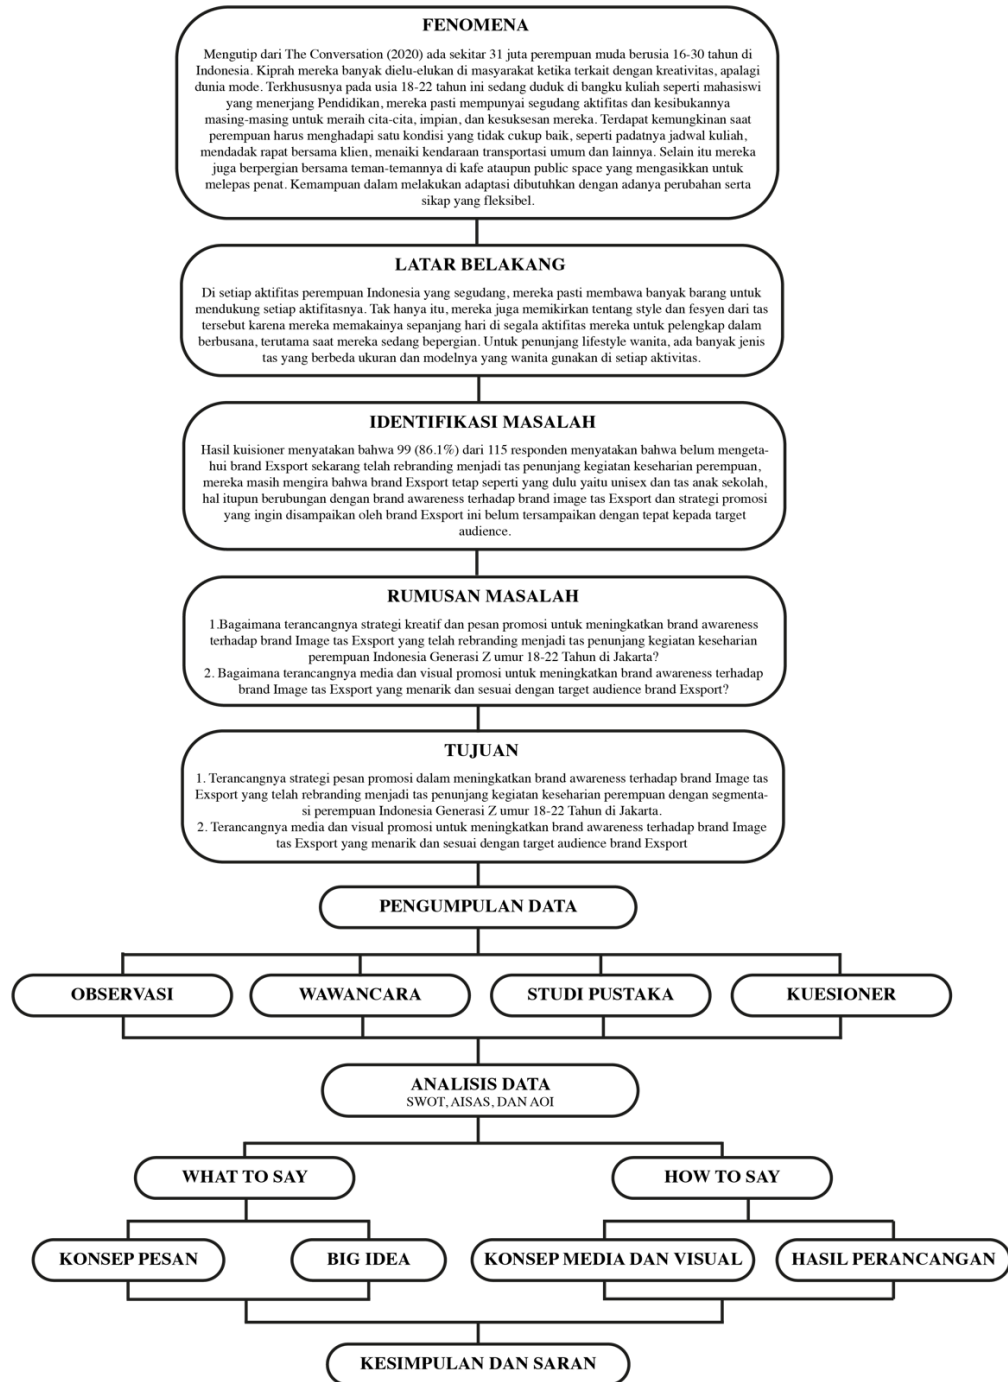 FENOMENA
Mengutip dari The Conversation (2020) ada sekitar 31 juta perempuan muda berusia 16-30 tahun di
Indonesia. Kiprah mereka banyak dielu-elukan di masyarakat ketika terkait dengan kreativitas, apalagi
dunia mode. Terkhususnya pada usia 18-22 tahun ini sedang duduk di bangku kuliah seperti mahasiswi
yang menerjang Pendidikan, mereka pasti mempunyai segudang aktifitas dan kesibukannya
masing-masing untuk meraih cita-cita, impian, dan kesuksesan mereka. Terdapat kemungkinan saat
perempuan harus menghadapi satu kondisi yang tidak cukup baik, seperti padatnya jadwal kuliah,
mendadak rapat bersama klien, menaiki kendaraan transportasi umum dan lainnya. Selain itu mereka
juga berpergian bersama teman-temannya di kafe ataupun public space yang mengasikkan untuk
melepas penat. Kemampuan dalam melakukan adaptasi dibutuhkan dengan adanya perubahan serta
sikap yang fleksibel.
LATAR BELAKANG
Di setiap aktifitas perempuan Indonesia yang segudang, mereka pasti membawa banyak barang untuk
mendukung setiap aktifitasnya. Tak hanya itu, mereka juga memikirkan tentang style dan fesyen dari tas
tersebut karena mereka memakainya sepanjang hari di segala aktifitas mereka untuk pelengkap dalam
berbusana, terutama saat mereka sedang bepergian. Untuk penunjang lifestyle wanita, ada banyak jenis
tas yang berbeda ukuran dan modelnya yang wanita gunakan di setiap aktivitas.
IDENTIFIKASI MASALAH
Hasil kuisioner menyatakan bahwa 99 (86.1%) dari 115 responden menyatakan bahwa belum mengeta-
hui brand Exsport sekarang telah rebranding menjadi tas penunjang kegiatan keseharian perempuan,
mereka masih mengira bahwa brand Exsport tetap seperti yang dulu yaitu unisex dan tas anak sekolah,
hal itupun berubungan dengan brand awareness terhadap brand image tas Exsport dan strategi promosi
yang ingin disampaikan oleh brand Exsport ini belum tersampaikan dengan tepat kepada target
audience.
RUMUSAN MASALAH
1.Bagaimana terancangnya strategi kreatif dan pesan promosi untuk meningkatkan brand awareness
terhadap brand Image tas Exsport yang telah rebranding menjadi tas penunjang kegiatan keseharian
perempuan Indonesia Generasi Z umur 18-22 Tahun di Jakarta?
2. Bagaimana terancangnya media dan visual promosi untuk meningkatkan brand awareness terhadap
brand Image tas Exsport yang menarik dan sesuai dengan target audience brand Exsport?
TUJUAN
1. Terancangnya strategi pesan promosi dalam meningkatkan brand awareness terhadap brand Image tas
Exsport yang telah rebranding menjadi tas penunjang kegiatan keseharian perempuan dengan segmenta-
si perempuan Indonesia Generasi Z umur 18-22 Tahun di Jakarta.
2. Terancangnya media dan visual promosi untuk meningkatkan brand awareness terhadap brand Image
tas Exsport yang menarik dan sesuai dengan target audience brand Exsport
PENGUMPULAN DATA
OBSERVASI
WAWANCARA
STUDI PUSTAKA
KUESIONER
ANALISIS DATA
SWOT, AISAS, DAN AOI
WHAT TO SAY
HOW TO SAY
KONSEP PESAN
BIG IDEA
KONSEP MEDIA DAN VISUAL
HASIL PERANCANGAN
KESIMPULAN DAN SARAN